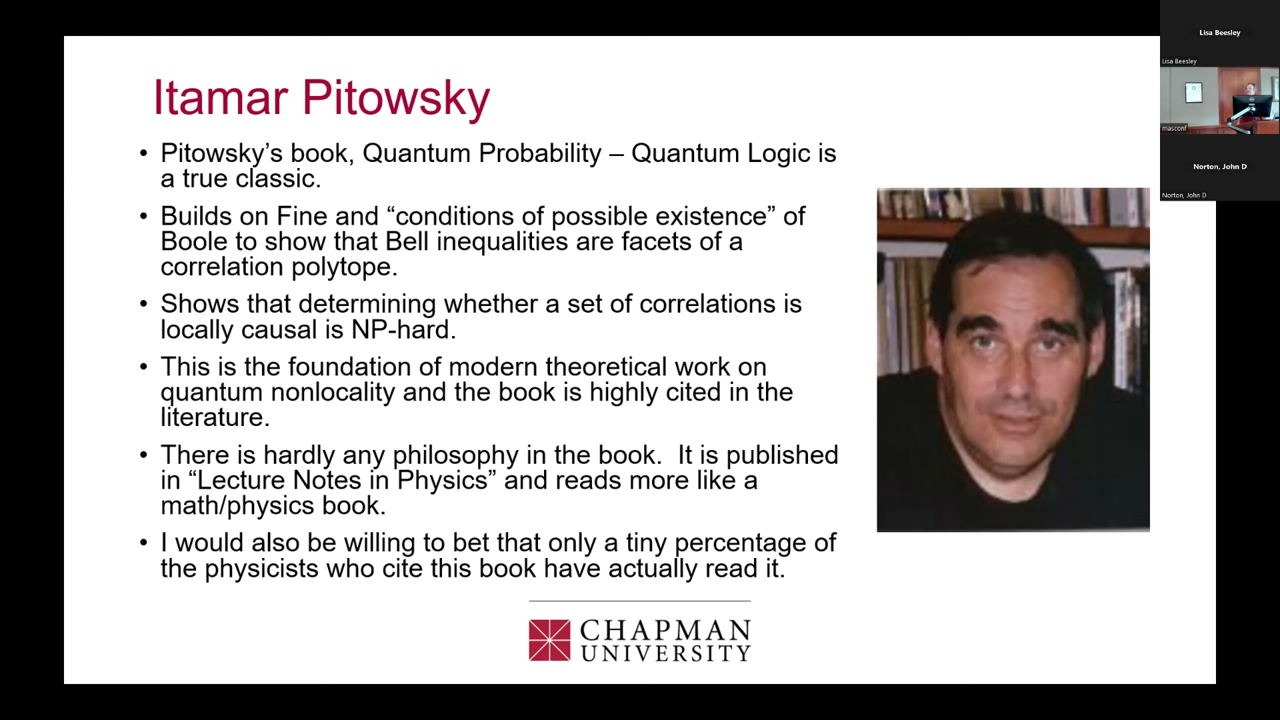 Itamar Pitowsky
• Pitowsky’s book, Quantum Probability – Quantum Logic is
a true classic.
• Builds on Fine and “conditions of possible existence” of
Boole to show that Bell inequalities are facets of a
correlation polytope.
• Shows that determining whether a set of correlations is
locally causal is NP-hard.
• This is the foundation of modern theoretical work on
quantum nonlocality and the book is highly cited in the
literature.
• There is hardly any philosophy in the book.  It is published
in “Lecture Notes in Physics” and reads more like a
math/physics book.
• I would also be willing to bet that only a tiny percentage of
the physicists who cite this book have actually read it.
CHAPMAN
UNIVERSITY
Lisa Beesley
Lisa Beesley
masconf
Norton, John D
Norton, John D